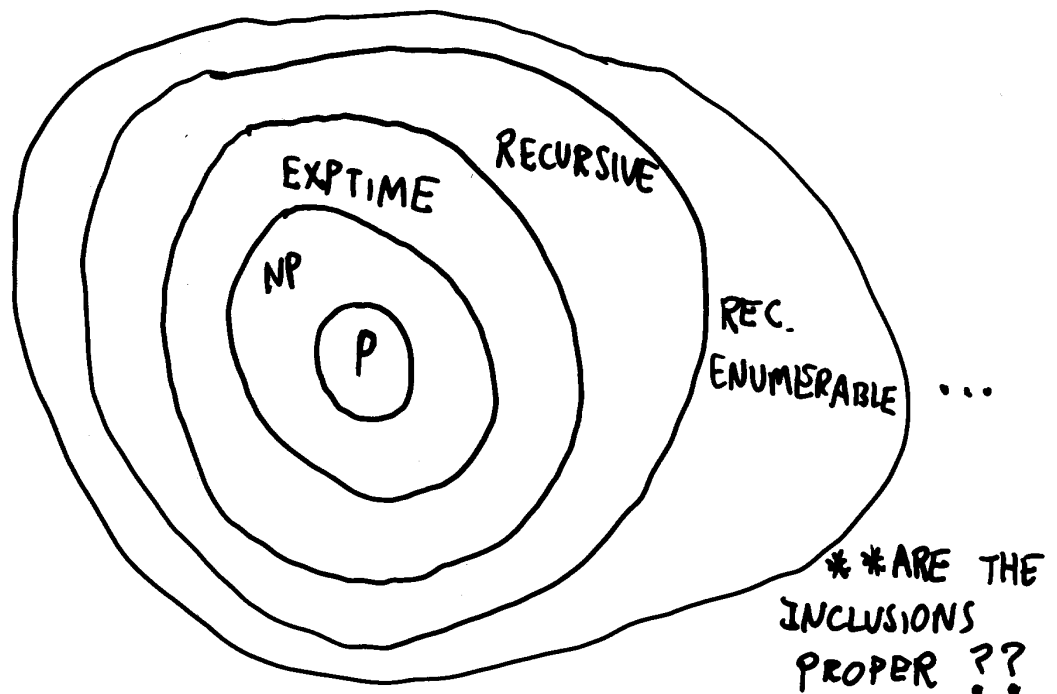 EXPTIME
RECURSIVE
NP
P
REC.
ENUMERABLE ...
**ARE THE
INCLUSIONS
PROPER ??